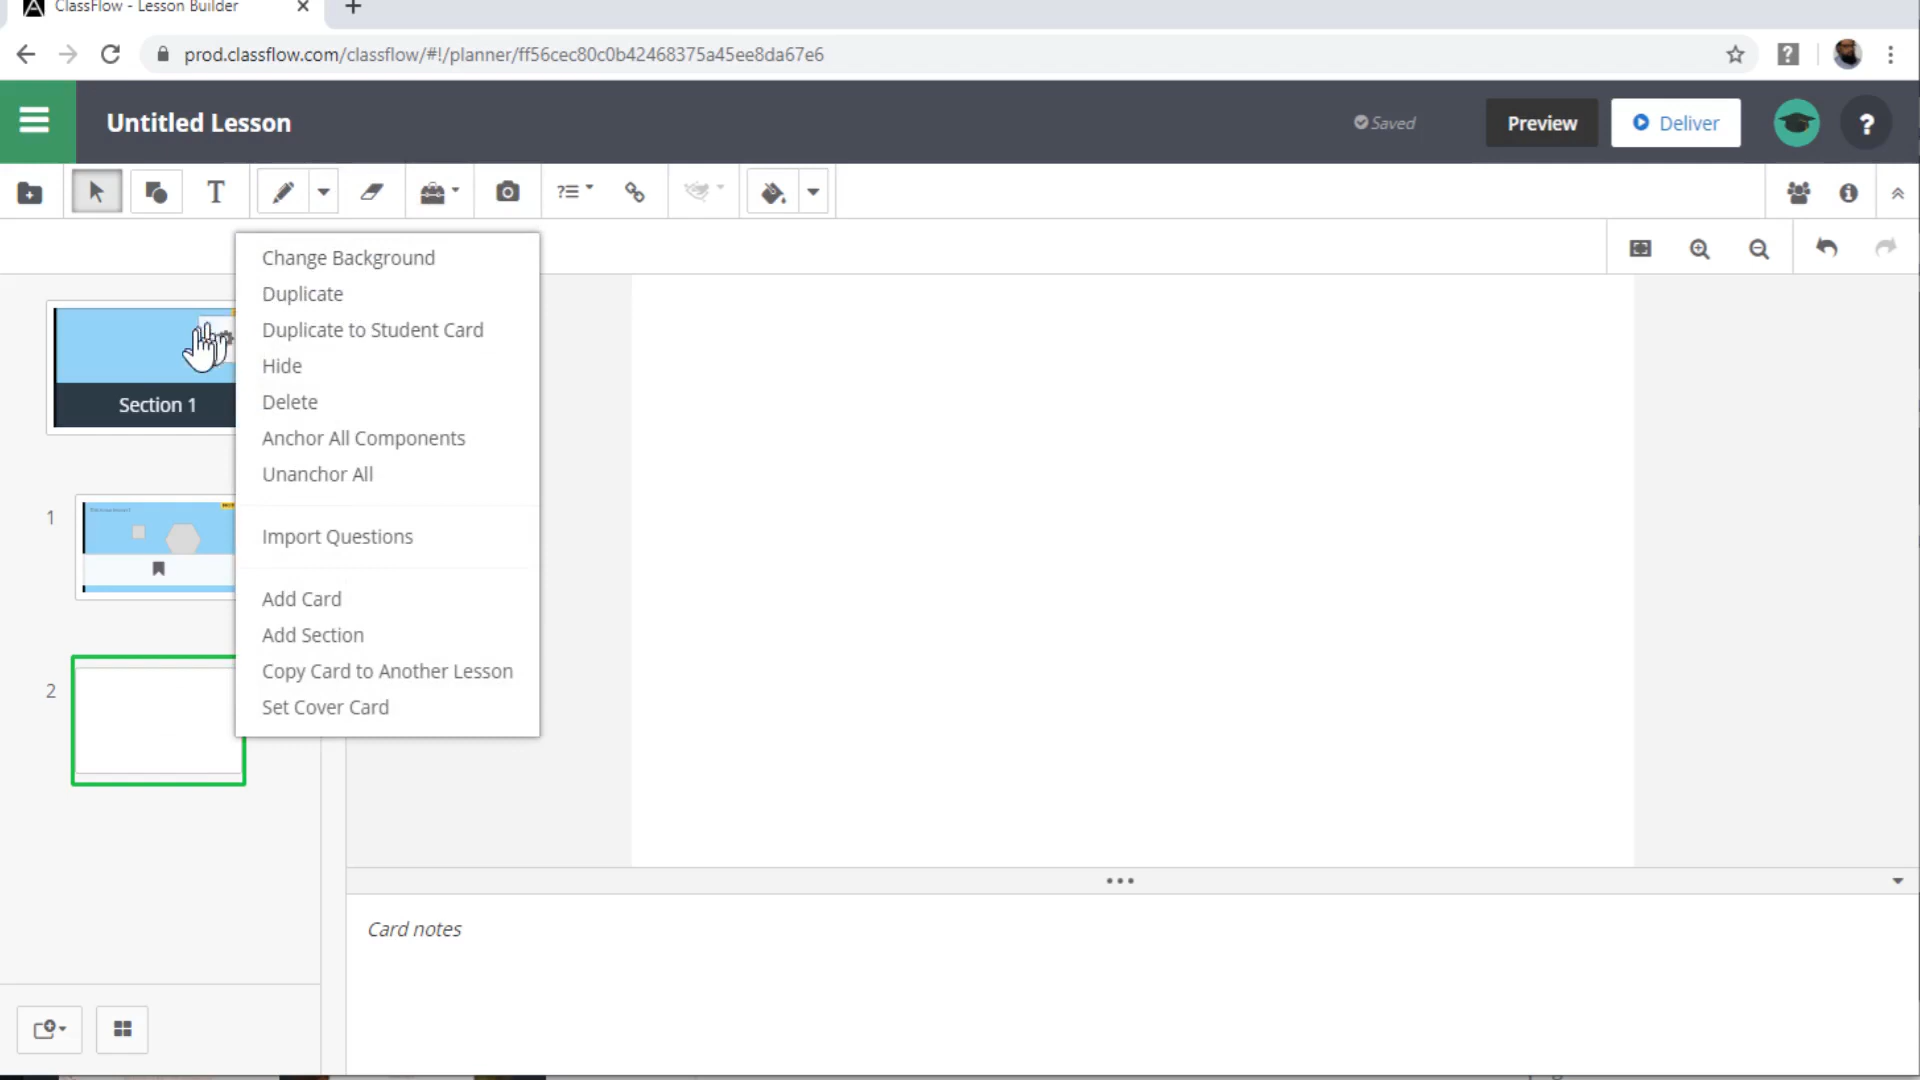 ClassFlow - Lesson Builder
prod.classflow.com/classflow/#!/planner/ff56cec80c0b42468375a45ee8da67e6
Untitled Lesson
Saved
Preview
Deliver
?
T
Change Background
Duplicate
Duplicate to Student Card
Hide
Delete
Anchor All Components
Unanchor All
Import Questions
Add Card
Add Section
Copy Card to Another Lesson
Set Cover Card
Section 1
1
2
Card notes